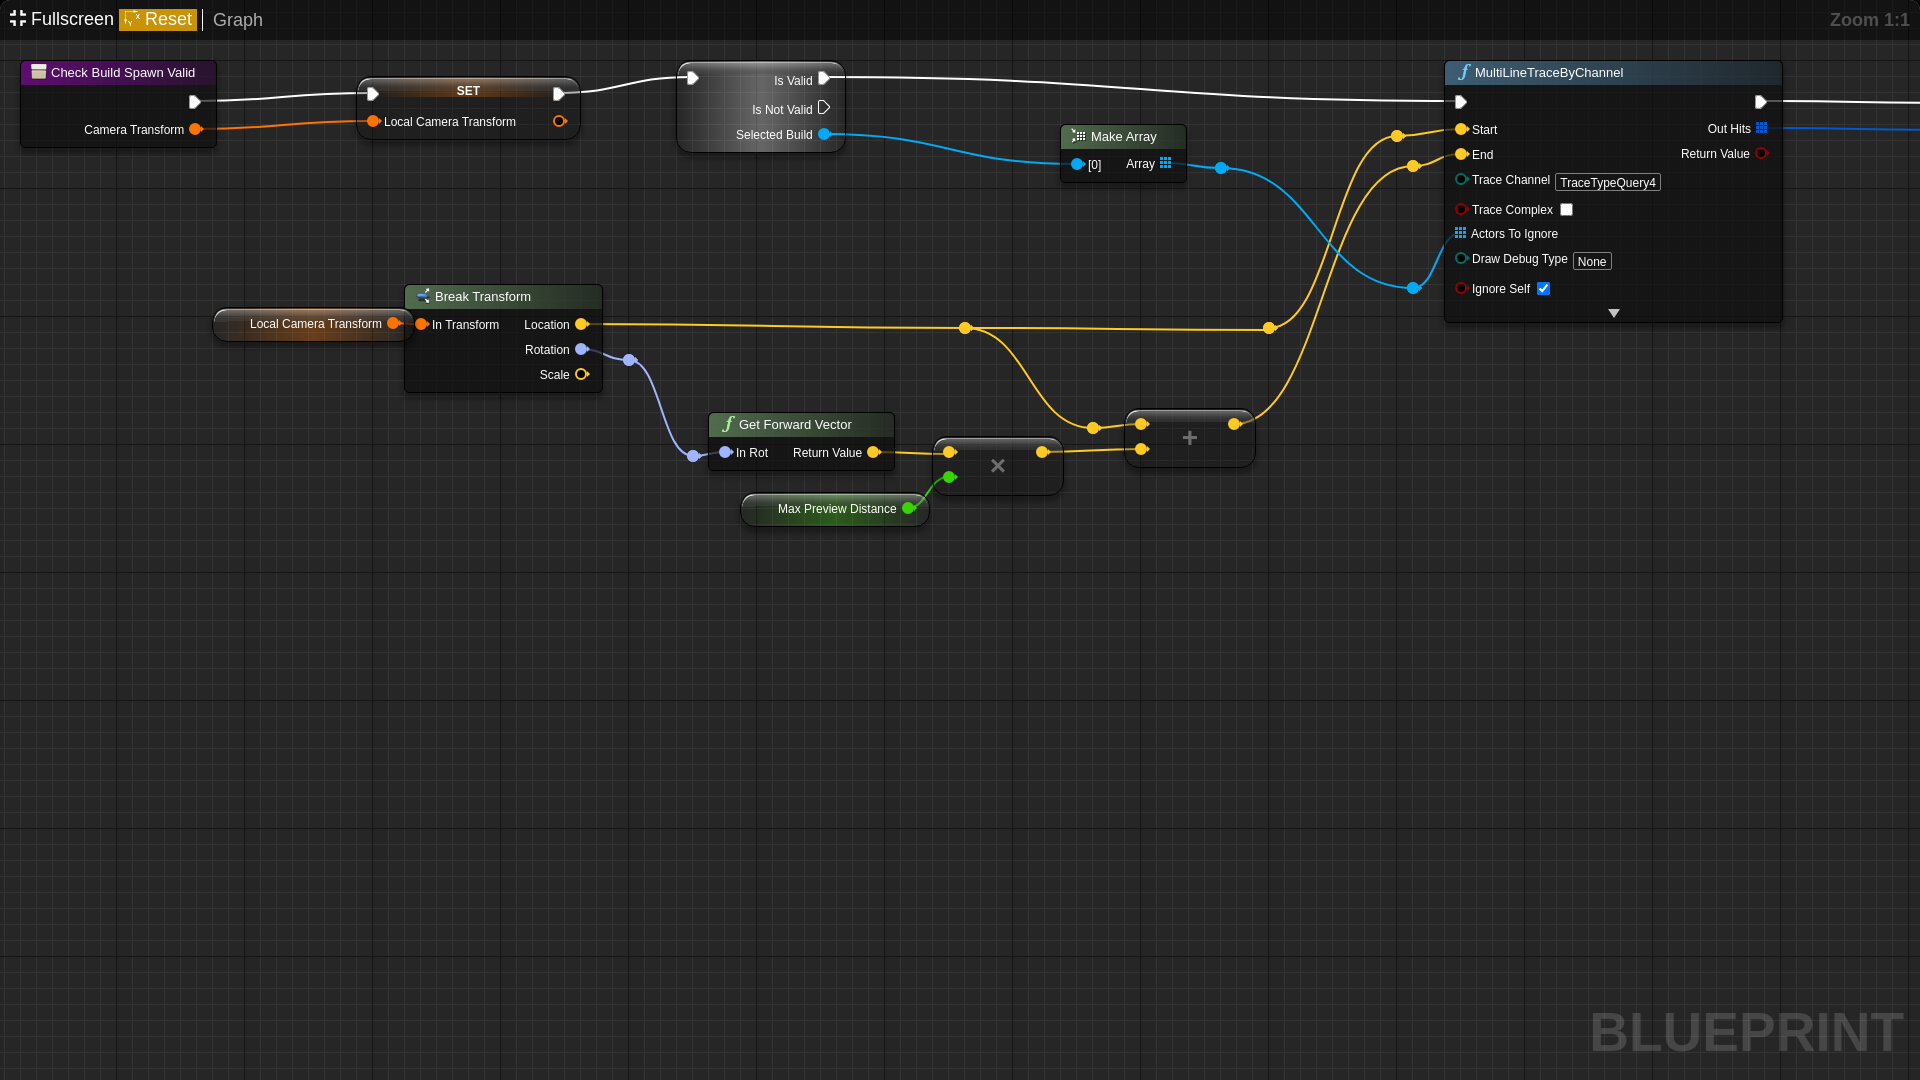 Fullscreen Reset Graph Zoom 1:1
Check Build Spawn Valid
Camera Transform
SET
Local Camera Transform
Is Valid
Is Not Valid
Selected Build
Make Array
[0] Array
MultiLineTraceByChannel
Start Out Hits
End Return Value
Trace Channel TraceTypeQuery4
Trace Complex
Actors To Ignore
Draw Debug Type None
Ignore Self
Local Camera Transform
Break Transform
In Transform Location
Rotation
Scale
Get Forward Vector
In Rot Return Value
Max Preview Distance
×
+
BLUEPRINT